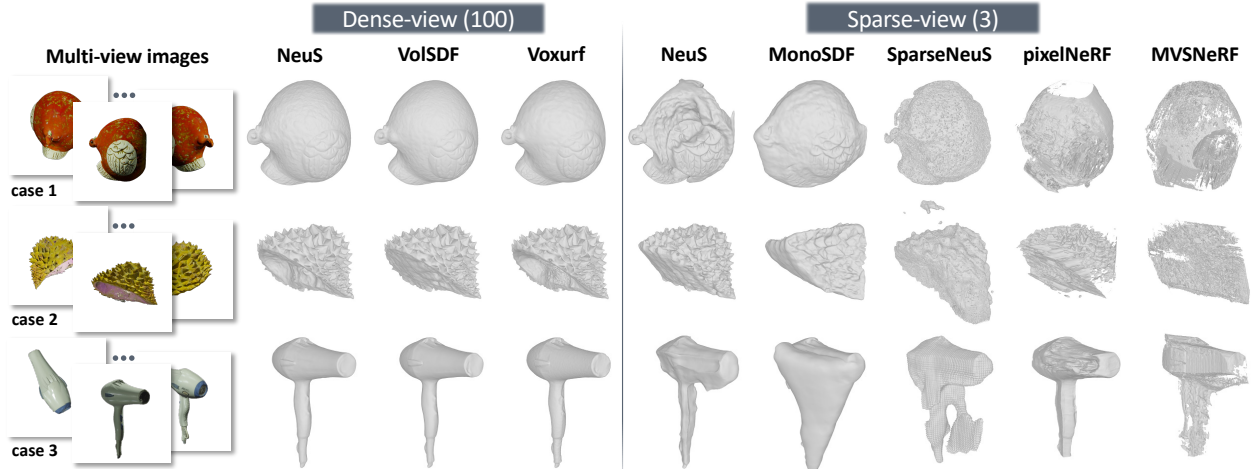 Dense-view (100)
Sparse-view (3)
Multi-view images
NeuS
VolSDF
Voxurf
NeuS
MonoSDF
SparseNeuS
pixelNeRF
MVSNeRF
case 1
case 2
case 3